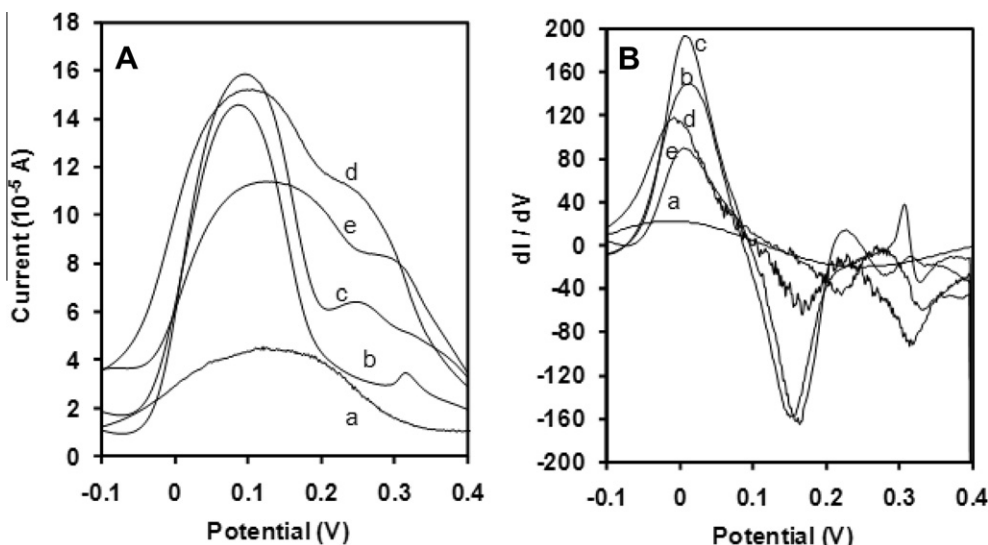 A
Current (10⁻⁵ A)
18
16
14
12
10
8
6
4
2
0
d
e
c
b
a
-0.1 0 0.1 0.2 0.3 0.4
Potential (V)
B
dI / dV
200
160
120
80
40
0
-40
-80
-120
-160
-200
c
b
d
e
a
-0.1 0 0.1 0.2 0.3 0.4
Potential (V)